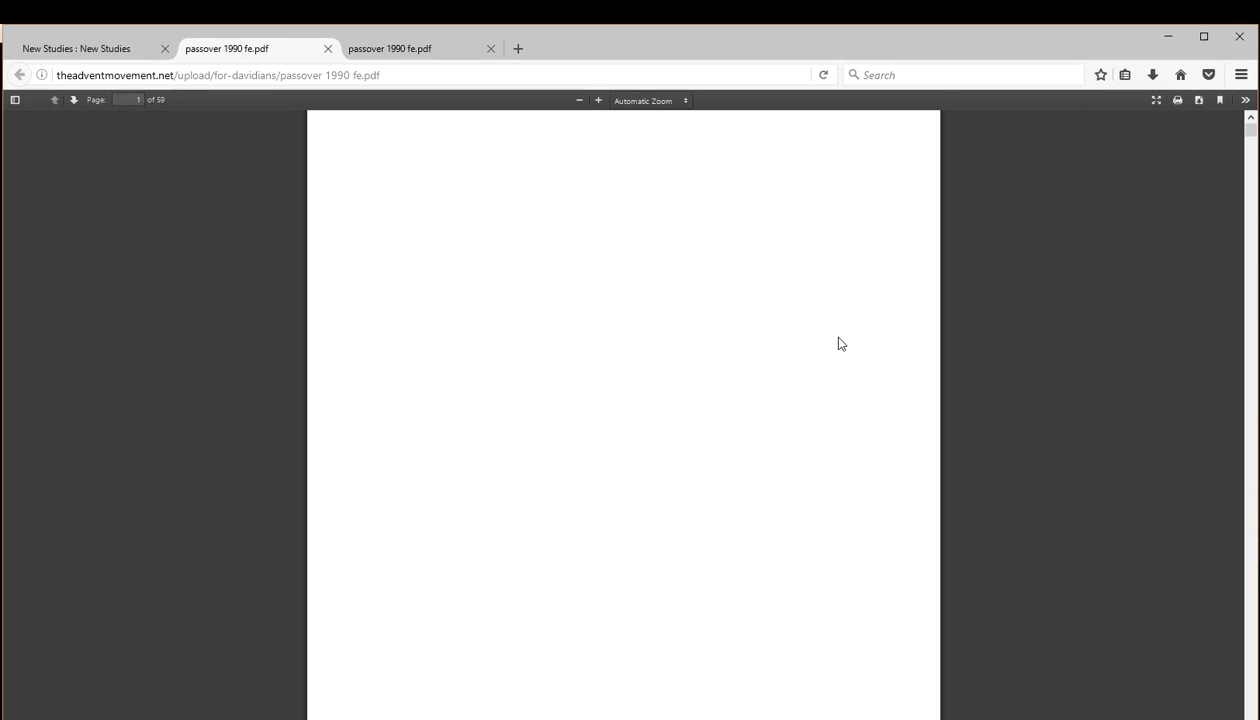 New Studies : New Studies
passover 1990 fe.pdf
passover 1990 fe.pdf
theadventmovement.net/upload/for-davidians/passover 1990 fe.pdf
Search
Page: 1 of 59
Automatic Zoom